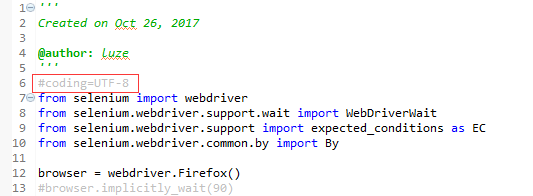 1 '''
2 Created on Oct 26, 2017
3
4 @author: luze
5 '''
6 #coding=UTF-8
7 from selenium import webdriver
8 from selenium.webdriver.support.wait import WebDriverWait
9 from selenium.webdriver.support import expected_conditions as EC
10 from selenium.webdriver.common.by import By
11
12 browser = webdriver.Firefox()
13 #browser.implicitly_wait(90)